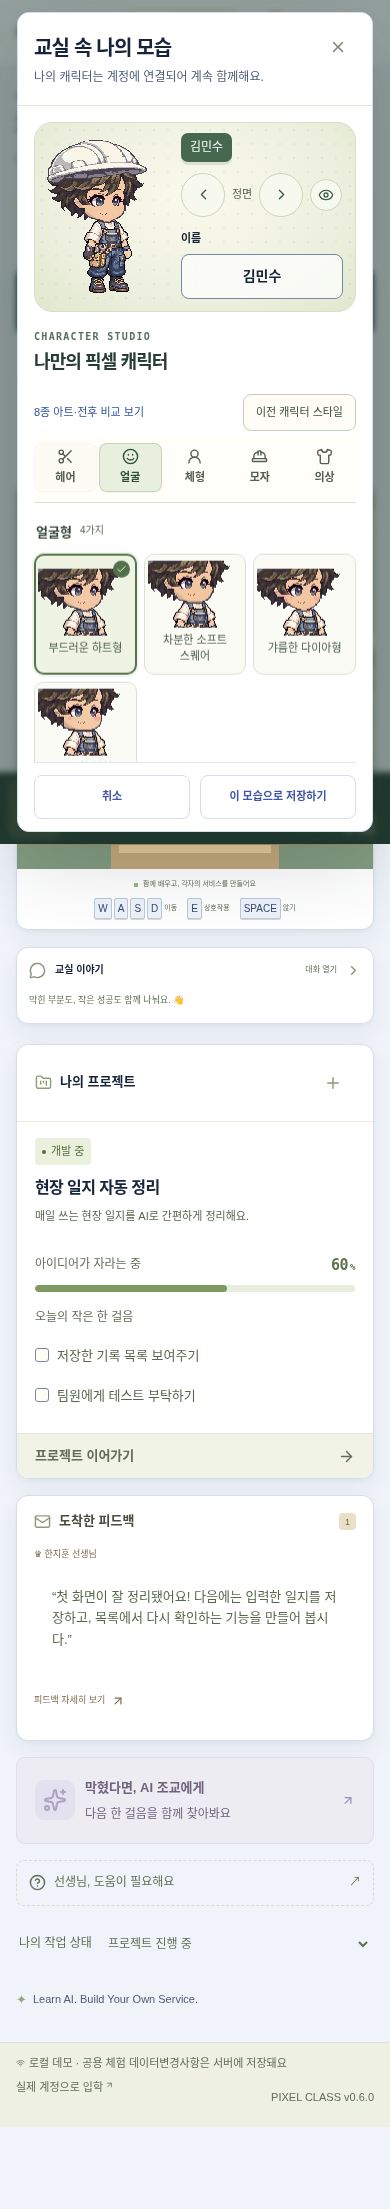 교실 속 나의 모습
나의 캐릭터는 계정에 연결되어 계속 함께해요.
김민수
정면
이름
김민수
CHARACTER STUDIO
나만의 픽셀 캐릭터
8종 아트·전후 비교 보기
이전 캐릭터 스타일
헤어 얼굴 체형 모자 의상
얼굴형 4가지
부드러운 하트형
차분한 소프트
스퀘어
갸름한 다이아형
취소
이 모습으로 저장하기
함께 배우고, 각자의 서비스를 만들어요
W A S D 이동 E 상호작용 SPACE 앉기
교실 이야기
대화 열기
막힌 부분도, 작은 성공도 함께 나눠요. 👋
나의 프로젝트
개발 중
현장 일지 자동 정리
매일 쓰는 현장 일지를 AI로 간편하게 정리해요.
아이디어가 자라는 중
60%
오늘의 작은 한 걸음
저장한 기록 목록 보여주기
팀원에게 테스트 부탁하기
프로젝트 이어가기
도착한 피드백
1
♛ 한지훈 선생님
“첫 화면이 잘 정리됐어요! 다음에는 입력한 일지를 저
장하고, 목록에서 다시 확인하는 기능을 만들어 봅시
다.”
피드백 자세히 보기
막혔다면, AI 조교에게
다음 한 걸음을 함께 찾아봐요
선생님, 도움이 필요해요
나의 작업 상태 프로젝트 진행 중
Learn AI. Build Your Own Service.
로컬 데모 · 공용 체험 데이터변경사항은 서버에 저장돼요
실제 계정으로 입학
PIXEL CLASS v0.6.0